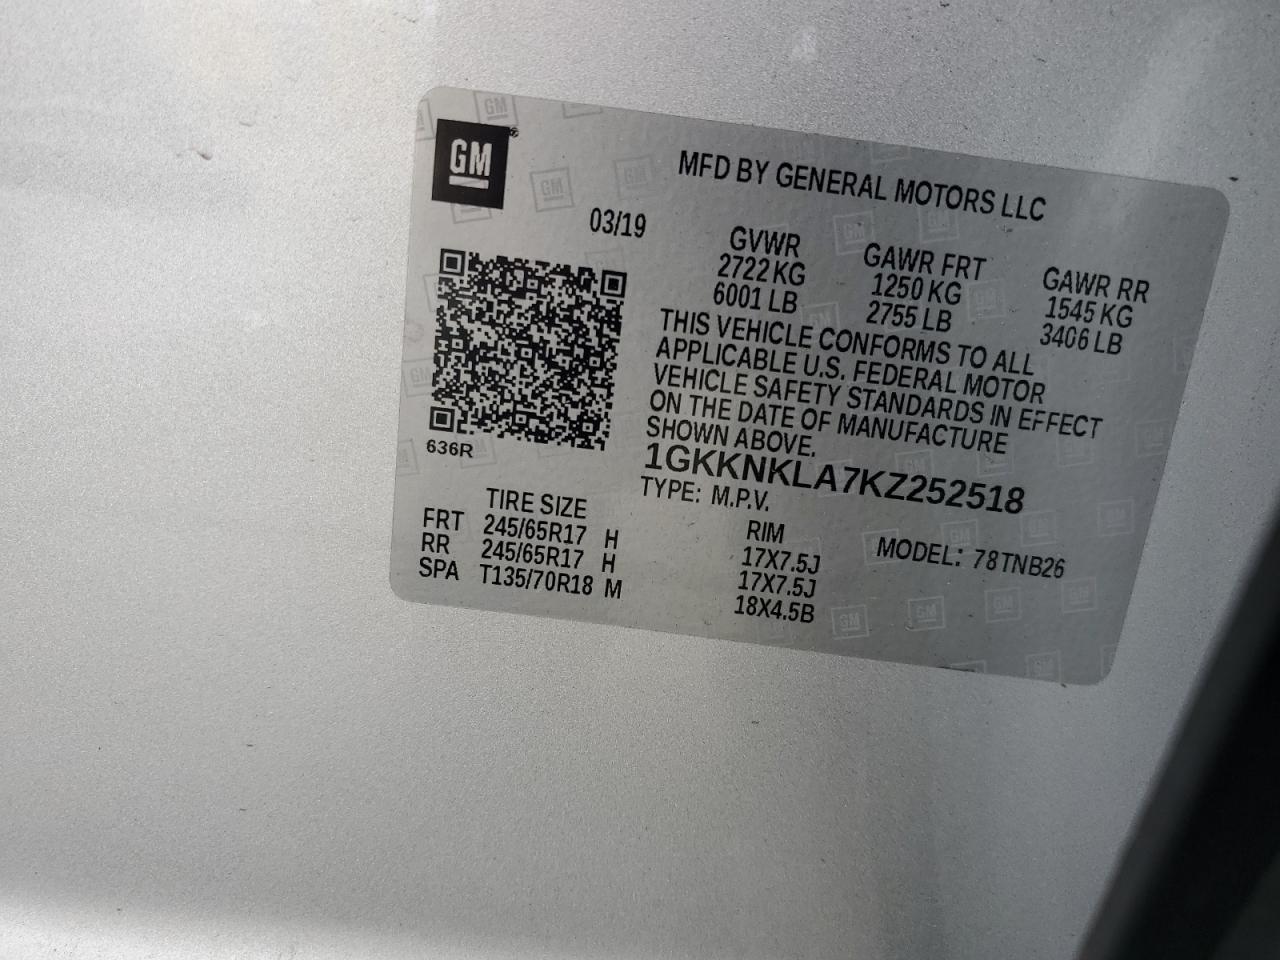 GM
MFD BY GENERAL MOTORS LLC
03/19
GVWR GAWR FRT GAWR RR
2722 KG 1250 KG 1545 KG
6001 LB 2755 LB 3406 LB
THIS VEHICLE CONFORMS TO ALL
APPLICABLE U.S. FEDERAL MOTOR
VEHICLE SAFETY STANDARDS IN EFFECT
ON THE DATE OF MANUFACTURE
SHOWN ABOVE.
636R
1GKKNKLA7KZ252518
TYPE: M.P.V.
TIRE SIZE RIM MODEL: 78TNB26
FRT 245/65R17 H 17X7.5J
RR 245/65R17 H 17X7.5J
SPA T135/70R18 M 18X4.5B